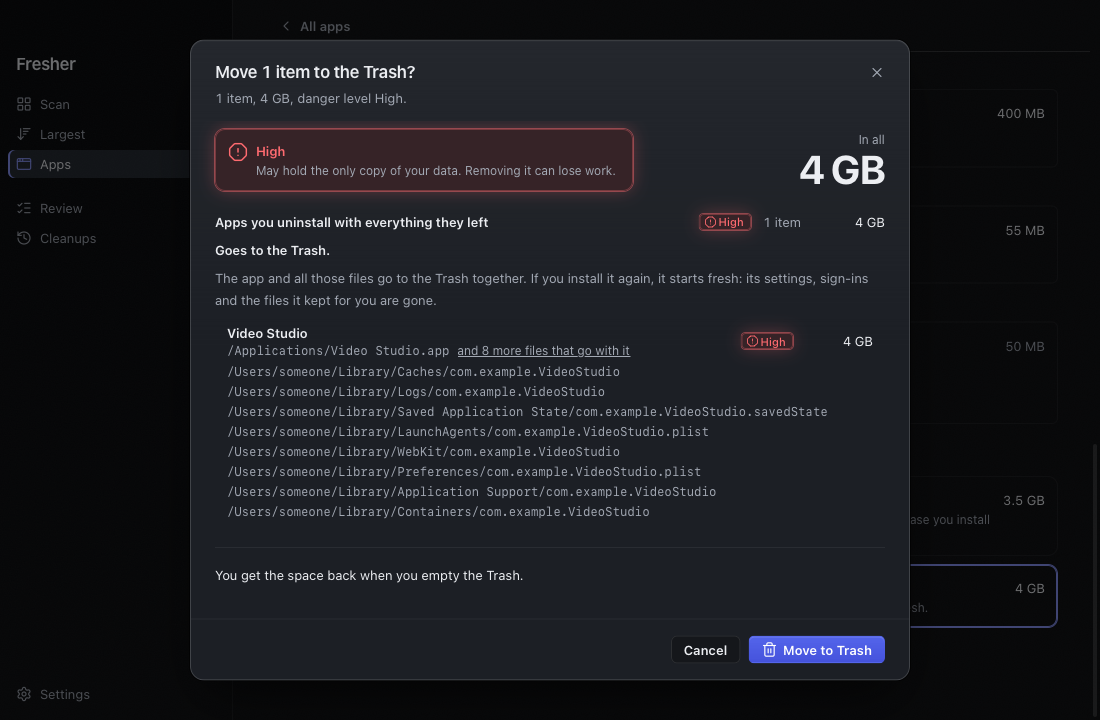 All apps
Fresher
Scan
Largest
Apps
Review
Cleanups
Settings
Move 1 item to the Trash?
1 item, 4 GB, danger level High.
High
May hold the only copy of your data. Removing it can lose work.
In all
4 GB
Apps you uninstall with everything they left
High
1 item
4 GB
Goes to the Trash.
The app and all those files go to the Trash together. If you install it again, it starts fresh: its settings, sign-ins
and the files it kept for you are gone.
Video Studio
/Applications/Video Studio.app and 8 more files that go with it
High
4 GB
/Users/someone/Library/Caches/com.example.VideoStudio
/Users/someone/Library/Logs/com.example.VideoStudio
/Users/someone/Library/Saved Application State/com.example.VideoStudio.savedState
/Users/someone/Library/LaunchAgents/com.example.VideoStudio.plist
/Users/someone/Library/WebKit/com.example.VideoStudio
/Users/someone/Library/Preferences/com.example.VideoStudio.plist
/Users/someone/Library/Application Support/com.example.VideoStudio
/Users/someone/Library/Containers/com.example.VideoStudio
You get the space back when you empty the Trash.
Cancel
Move to Trash
400 MB
55 MB
50 MB
3.5 GB
ase you install
4 GB
sh.